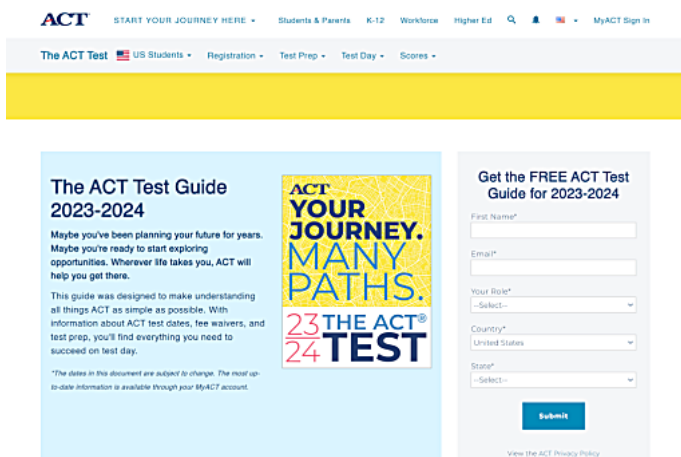 ACT START YOUR JOURNEY HERE Students & Parents K-12 Workforce Higher Ed MyACT Sign In
The ACT Test US Students Registration Test Prep Test Day Scores
The ACT Test Guide
2023-2024
Maybe you've been planning your future for years.
Maybe you're ready to start exploring
opportunities. Wherever life takes you, ACT will
help you get there.
This guide was designed to make understanding
all things ACT as simple as possible. With
information about ACT test dates, fee waivers, and
test prep, you'll find everything you need to
succeed on test day.
*The dates in this document are subject to change. The most up-
to-date information is available through your MyACT account.
ACT
YOUR
JOURNEY.
MANY
PATHS.
23 THE ACT®
24 TEST
Get the FREE ACT Test
Guide for 2023-2024
First Name*
Email*
Your Role*
--Select--
Country*
United States
State*
--Select--
Submit
View the ACT Privacy Policy